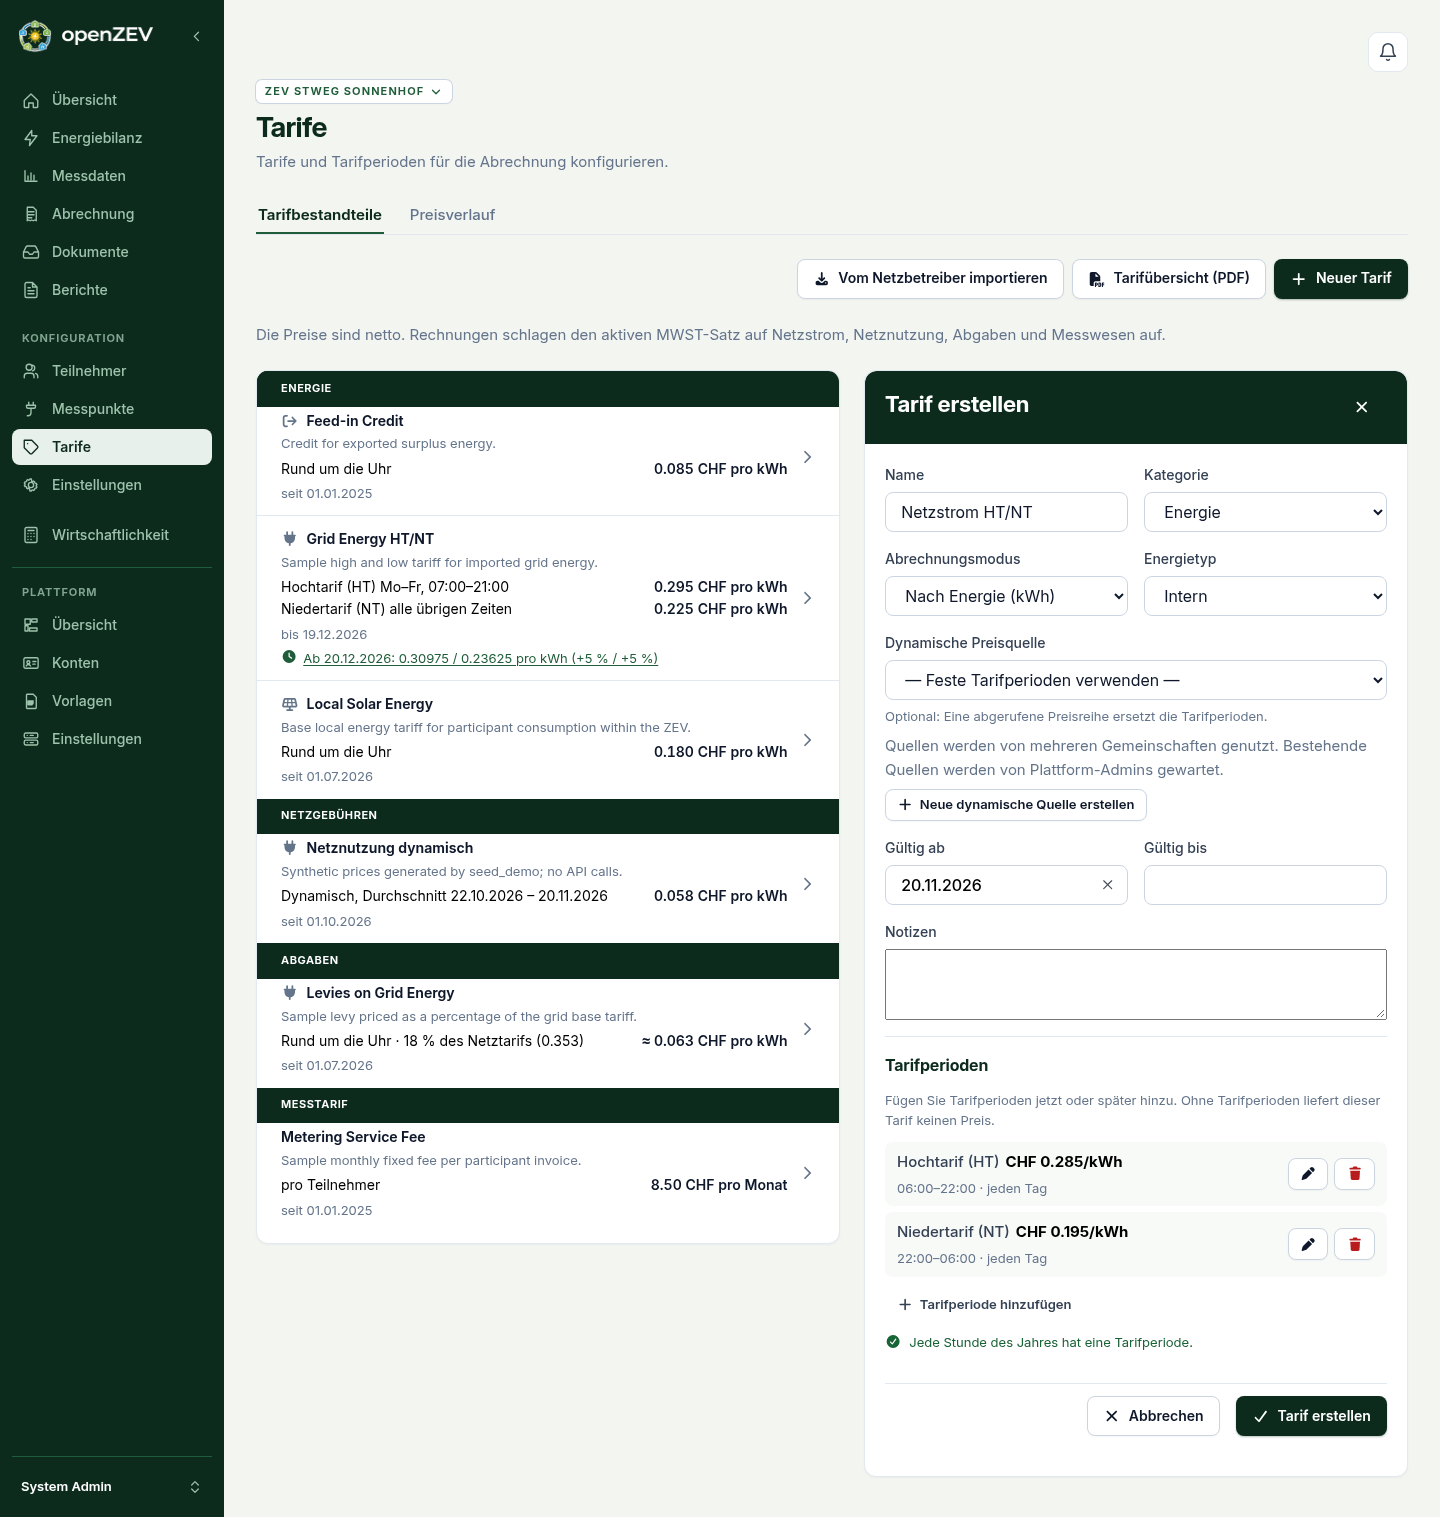 openZEV
Übersicht
Energiebilanz
Messdaten
Abrechnung
Dokumente
Berichte
KONFIGURATION
Teilnehmer
Messpunkte
Tarife
Einstellungen
Wirtschaftlichkeit
PLATTFORM
Übersicht
Konten
Vorlagen
Einstellungen
System Admin
ZEV STWEG SONNENHOF
Tarife
Tarife und Tarifperioden für die Abrechnung konfigurieren.
Tarifbestandteile
Preisverlauf
Vom Netzbetreiber importieren
Tarifübersicht (PDF)
Neuer Tarif
Die Preise sind netto. Rechnungen schlagen den aktiven MWST-Satz auf Netzstrom, Netznutzung, Abgaben und Messwesen auf.
ENERGIE
Feed-in Credit
Credit for exported surplus energy.
Rund um die Uhr 0.085 CHF pro kWh
seit 01.01.2025
Grid Energy HT/NT
Sample high and low tariff for imported grid energy.
Hochtarif (HT) Mo–Fr, 07:00–21:00 0.295 CHF pro kWh
Niedertarif (NT) alle übrigen Zeiten 0.225 CHF pro kWh
bis 19.12.2026
Ab 20.12.2026: 0.30975 / 0.23625 pro kWh (+5 % / +5 %)
Local Solar Energy
Base local energy tariff for participant consumption within the ZEV.
Rund um die Uhr 0.180 CHF pro kWh
seit 01.07.2026
NETZGEBÜHREN
Netznutzung dynamisch
Synthetic prices generated by seed_demo; no API calls.
Dynamisch, Durchschnitt 22.10.2026 – 20.11.2026 0.058 CHF pro kWh
seit 01.10.2026
ABGABEN
Levies on Grid Energy
Sample levy priced as a percentage of the grid base tariff.
Rund um die Uhr · 18 % des Netztarifs (0.353) ≈ 0.063 CHF pro kWh
seit 01.07.2026
MESSTARIF
Metering Service Fee
Sample monthly fixed fee per participant invoice.
pro Teilnehmer 8.50 CHF pro Monat
seit 01.01.2025
Tarif erstellen
Name Kategorie
Netzstrom HT/NT Energie
Abrechnungsmodus Energietyp
Nach Energie (kWh) Intern
Dynamische Preisquelle
— Feste Tarifperioden verwenden —
Optional: Eine abgerufene Preisreihe ersetzt die Tarifperioden.
Quellen werden von mehreren Gemeinschaften genutzt. Bestehende
Quellen werden von Plattform-Admins gewartet.
Neue dynamische Quelle erstellen
Gültig ab Gültig bis
20.11.2026
Notizen
Tarifperioden
Fügen Sie Tarifperioden jetzt oder später hinzu. Ohne Tarifperioden liefert dieser
Tarif keinen Preis.
Hochtarif (HT) CHF 0.285/kWh
06:00–22:00 · jeden Tag
Niedertarif (NT) CHF 0.195/kWh
22:00–06:00 · jeden Tag
Tarifperiode hinzufügen
Jede Stunde des Jahres hat eine Tarifperiode.
Abbrechen
Tarif erstellen